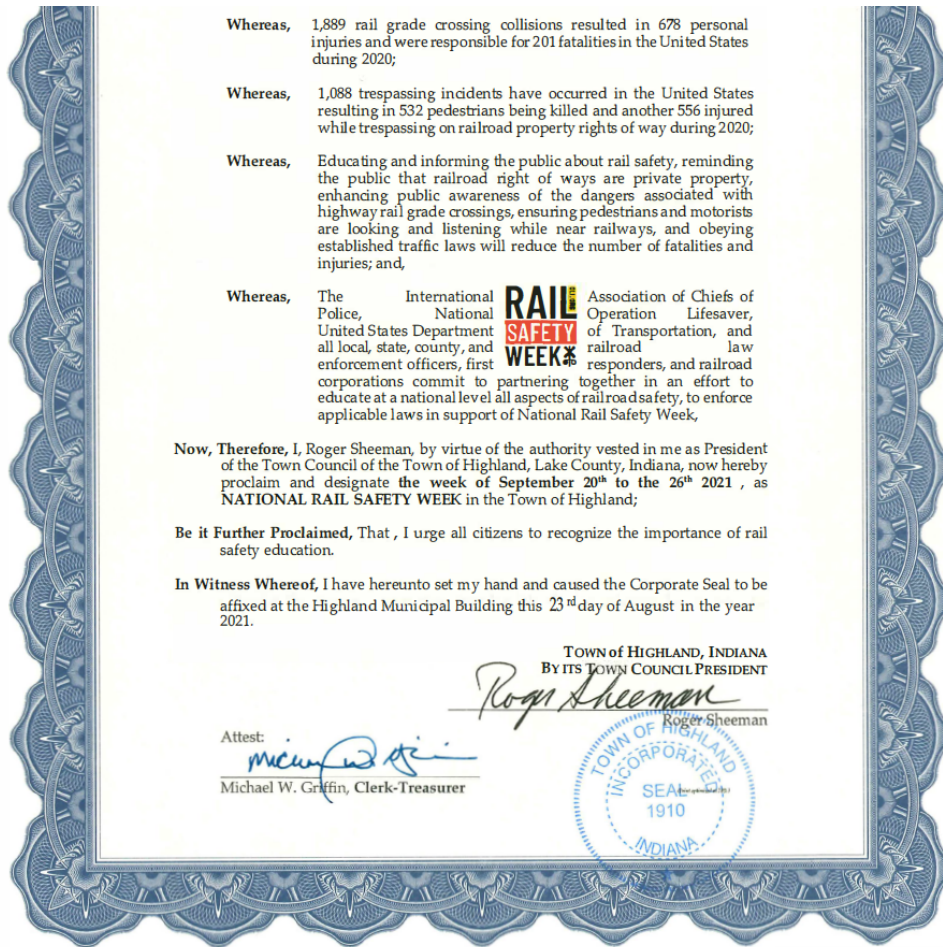 Whereas, 1,889 rail grade crossing collisions resulted in 678 personal
injuries and were responsible for 201 fatalities in the United States
during 2020;
Whereas, 1,088 trespassing incidents have occurred in the United States
resulting in 532 pedestrians being killed and another 556 injured
while trespassing on railroad property rights of way during 2020;
Whereas, Educating and informing the public about rail safety, reminding
the public that railroad right of ways are private property,
enhancing public awareness of the dangers associated with
highway rail grade crossings, ensuring pedestrians and motorists
are looking and listening while near railways, and obeying
established traffic laws will reduce the number of fatalities and
injuries; and,
Whereas, The International Association of Chiefs of
Police, National Operation Lifesaver,
United States Department of Transportation, and
all local, state, county, and railroad law
enforcement officers, first responders, and railroad
RAIL
SAFETY
WEEK
corporations commit to partnering together in an effort to
educate at a national level all aspects of railroad safety, to enforce
applicable laws in support of National Rail Safety Week,
Now, Therefore, I, Roger Sheeman, by virtue of the authority vested in me as President
of the Town Council of the Town of Highland, Lake County, Indiana, now hereby
proclaim and designate the week of September 20th to the 26th 2021 , as
NATIONAL RAIL SAFETY WEEK in the Town of Highland;
Be it Further Proclaimed, That , I urge all citizens to recognize the importance of rail
safety education.
In Witness Whereof, I have hereunto set my hand and caused the Corporate Seal to be
affixed at the Highland Municipal Building this 23 rd day of August in the year
2021.
TOWN of HIGHLAND, INDIANA
BY ITS TOWN COUNCIL PRESIDENT
Roger Sheeman
Roger Sheeman
Attest:
Michael W. Griffin, Clerk-Treasurer
TOWN OF HIGHLAND
INCORPORATED
SEAL
1910
INDIANA